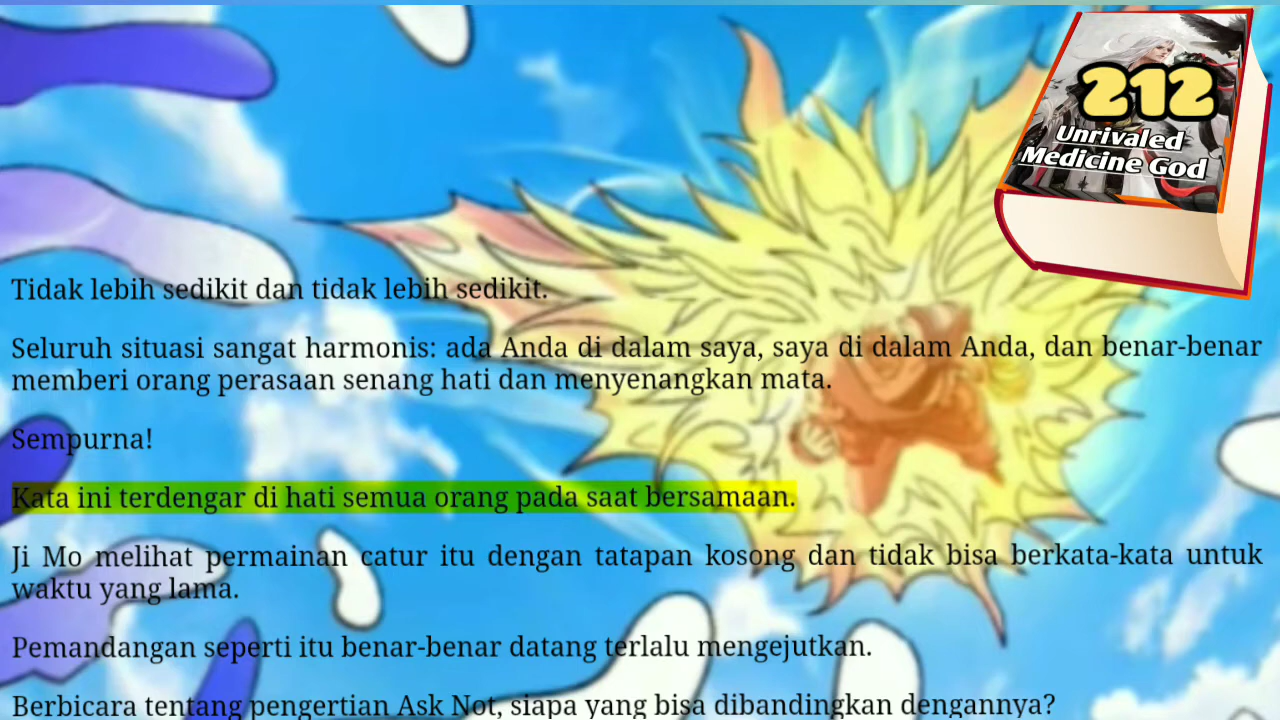 212
Unrivaled
Medicine God
Tidak lebih sedikit dan tidak lebih sedikit.
Seluruh situasi sangat harmonis: ada Anda di dalam saya, saya di dalam Anda, dan benar-benar
memberi orang perasaan senang hati dan menyenangkan mata.
Sempurna!
Kata ini terdengar di hati semua orang pada saat bersamaan.
Ji Mo melihat permainan catur itu dengan tatapan kosong dan tidak bisa berkata-kata untuk
waktu yang lama.
Pemandangan seperti itu benar-benar datang terlalu mengejutkan.
Berbicara tentang pengertian Ask Not, siapa yang bisa dibandingkan dengannya?